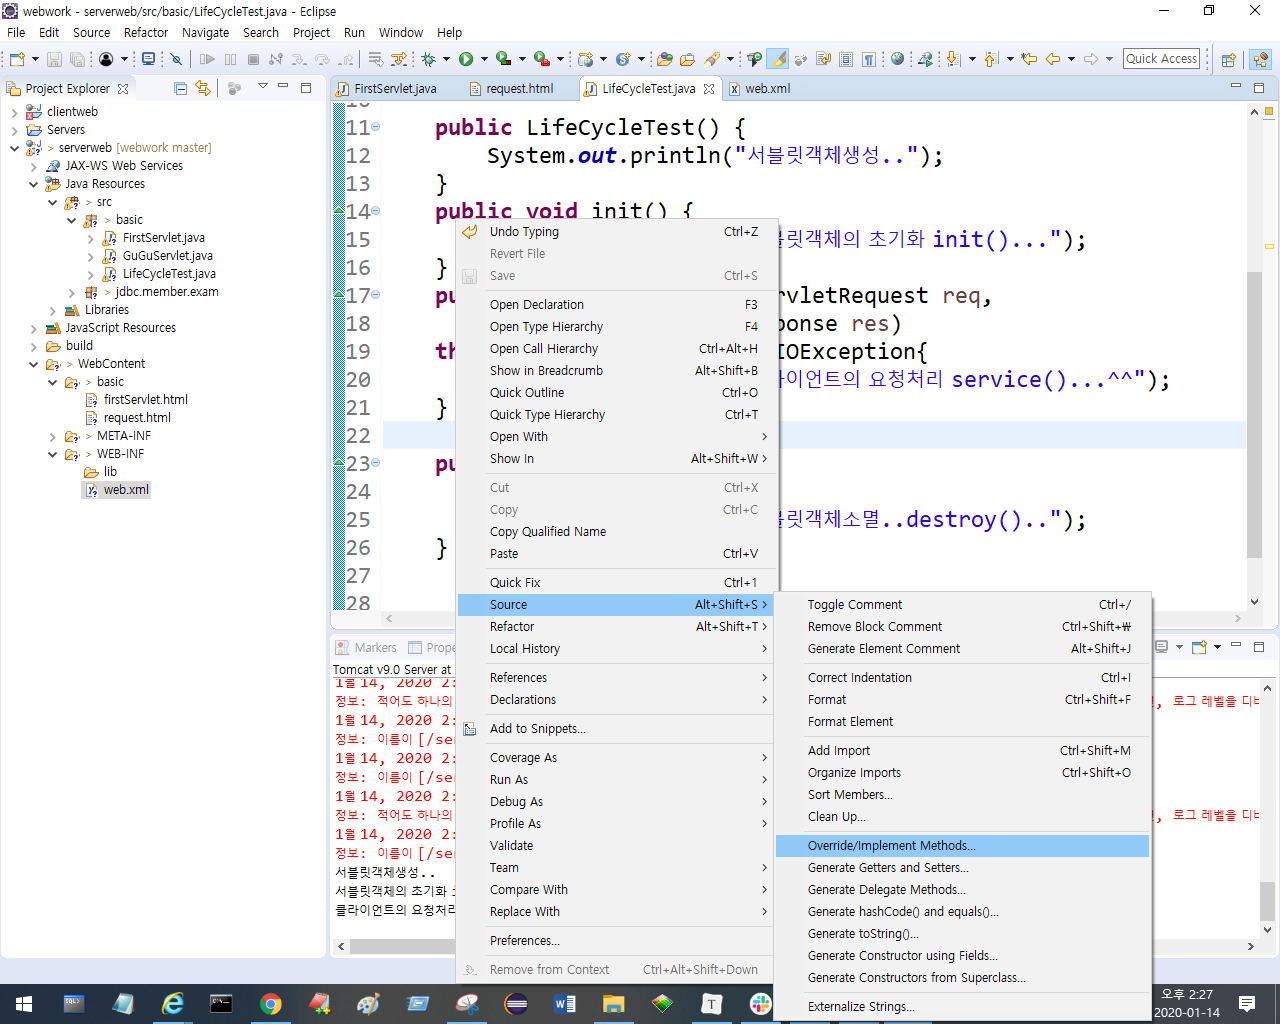 webwork - serverweb/src/basic/LifeCycleTest.java - Eclipse
File Edit Source Refactor Navigate Search Project Run Window Help
Quick Access
Project Explorer
clientweb
Servers
> serverweb [webwork master]
JAX-WS Web Services
Java Resources
> src
> basic
FirstServlet.java
GuGuServlet.java
LifeCycleTest.java
> jdbc.member.exam
Libraries
JavaScript Resources
build
> WebContent
> basic
firstServlet.html
request.html
> META-INF
> WEB-INF
lib
web.xml
FirstServlet.java request.html LifeCycleTest.java web.xml
11 public LifeCycleTest() {
12 System.out.println("서블릿객체생성..");
13 }
14 public void init() {
15 블릿객체의 초기화 init()...");
16 }
17 pu rvletRequest req,
18 ponse res)
19 th IOException{
20 라이언트의 요청처리 service()...^^");
21 }
22
23 pu
24
25 블릿객체소멸..destroy()..");
26 }
27
28
Undo Typing Ctrl+Z
Revert File
Save Ctrl+S
Open Declaration F3
Open Type Hierarchy F4
Open Call Hierarchy Ctrl+Alt+H
Show in Breadcrumb Alt+Shift+B
Quick Outline Ctrl+O
Quick Type Hierarchy Ctrl+T
Open With
Show In Alt+Shift+W
Cut Ctrl+X
Copy Ctrl+C
Copy Qualified Name
Paste Ctrl+V
Quick Fix Ctrl+1
Source Alt+Shift+S
Refactor Alt+Shift+T
Local History
References
Declarations
Add to Snippets...
Coverage As
Run As
Debug As
Profile As
Validate
Team
Compare With
Replace With
Preferences...
Remove from Context Ctrl+Alt+Shift+Down
Toggle Comment Ctrl+/
Remove Block Comment Ctrl+Shift+₩
Generate Element Comment Alt+Shift+J
Correct Indentation Ctrl+I
Format Ctrl+Shift+F
Format Element
Add Import Ctrl+Shift+M
Organize Imports Ctrl+Shift+O
Sort Members...
Clean Up...
Override/Implement Methods...
Generate Getters and Setters...
Generate Delegate Methods...
Generate hashCode() and equals()...
Generate toString()...
Generate Constructor using Fields...
Generate Constructors from Superclass...
Externalize Strings...
Markers Prope
Tomcat v9.0 Server at
1월 14, 2020 2:
정보: 적어도 하나의 , 로그 레벨을 디버
1월 14, 2020 2:
정보: 이름이 [/ser
1월 14, 2020 2:
정보: 이름이 [/ser
1월 14, 2020 2:
정보: 적어도 하나의 , 로그 레벨을 디버
1월 14, 2020 2:
정보: 이름이 [/ser
서블릿객체생성..
서블릿객체의 초기화
클라이언트의 요청처리
오후 2:27
2020-01-14